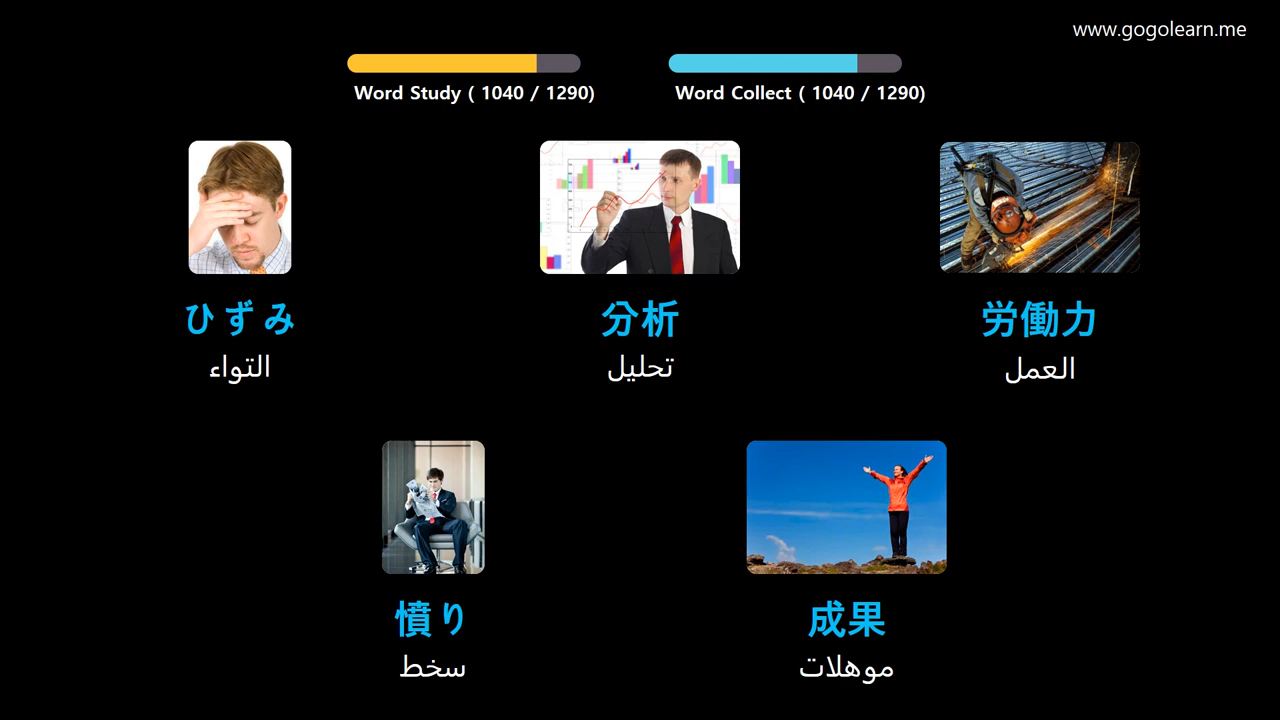 www.gogolearn.me
Word Study ( 1040 / 1290)
Word Collect ( 1040 / 1290)
ひずみ
التواء
分析
تحليل
労働力
العمل
憤り
سخط
成果
موهلات